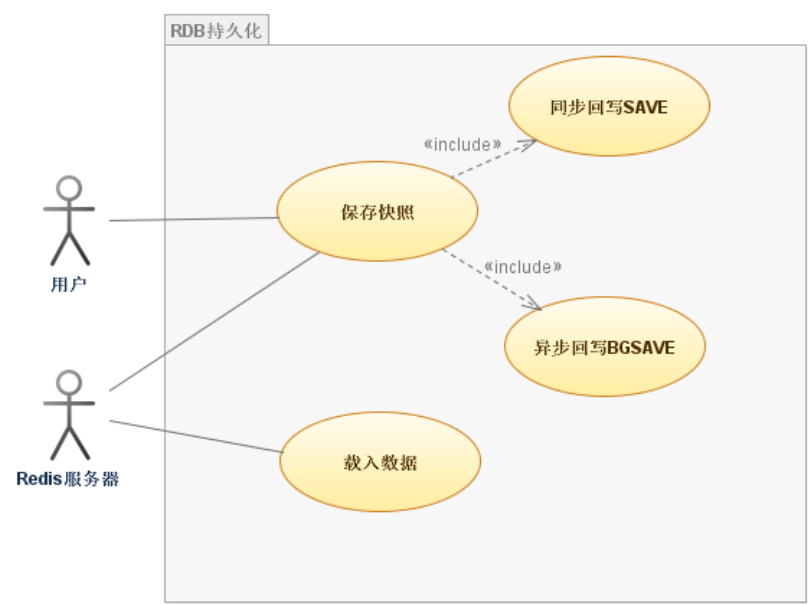 RDB持久化
同步回写SAVE
«include»
保存快照
用户
«include»
异步回写BGSAVE
载入数据
Redis服务器